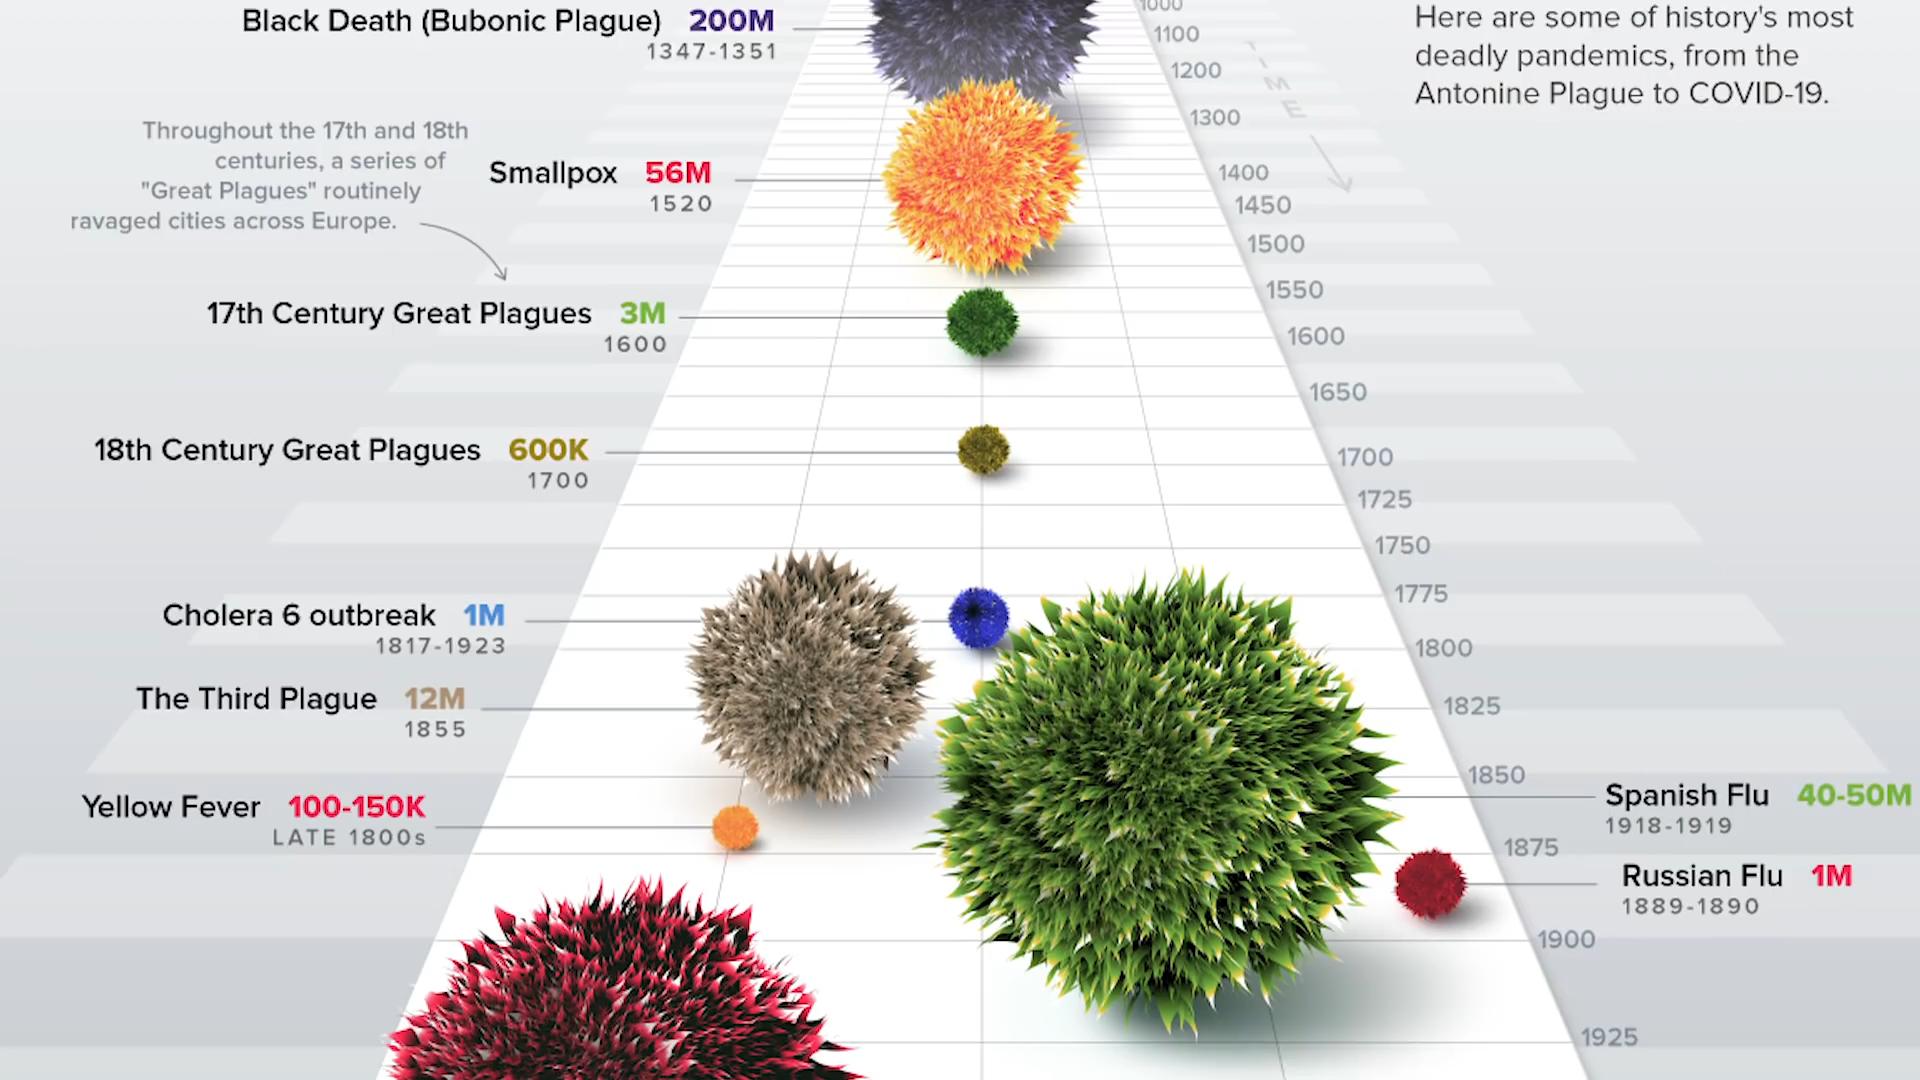 Black Death (Bubonic Plague) 200M
1347-1351
Here are some of history's most
deadly pandemics, from the
Antonine Plague to COVID-19.
TIME
1000
1100
1200
1300
1400
1450
1500
1550
1600
1650
1700
1725
1750
1775
1800
1825
1850
1875
1900
1925
Throughout the 17th and 18th
centuries, a series of
"Great Plagues" routinely
ravaged cities across Europe.
Smallpox 56M
1520
17th Century Great Plagues 3M
1600
18th Century Great Plagues 600K
1700
Cholera 6 outbreak 1M
1817-1923
The Third Plague 12M
1855
Yellow Fever 100-150K
LATE 1800s
Spanish Flu 40-50M
1918-1919
Russian Flu 1M
1889-1890